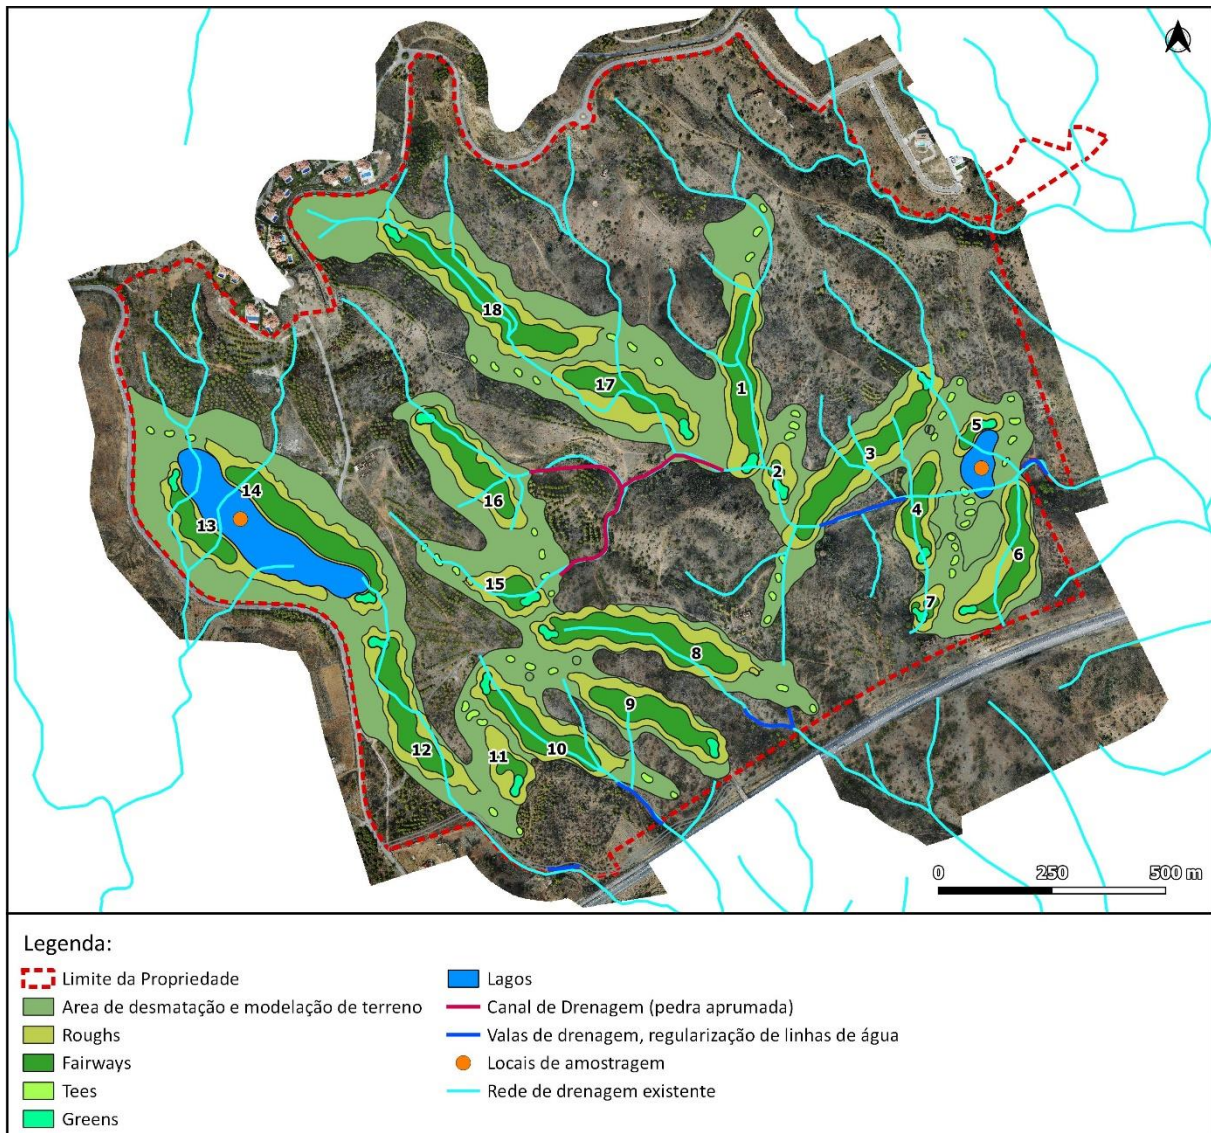 18
17
1
2
3
5
4
6
7
14
13
16
15
8
9
10
11
12
0 250 500 m
Legenda:
Limite da Propriedade
Area de desmatação e modelação de terreno
Roughs
Fairways
Tees
Greens
Lagos
Canal de Drenagem (pedra aprumada)
Valas de drenagem, regularização de linhas de água
Locais de amostragem
Rede de drenagem existente